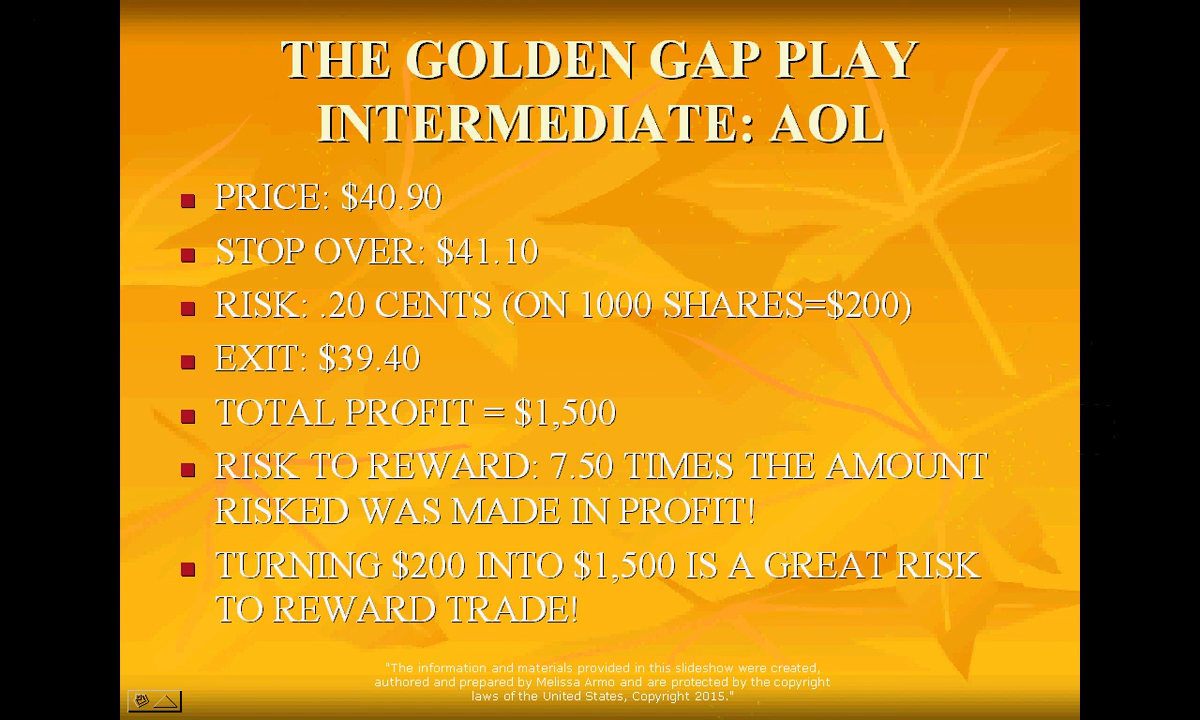 THE GOLDEN GAP PLAY
INTERMEDIATE: AOL
PRICE: $40.90
STOP OVER: $41.10
RISK: .20 CENTS (ON 1000 SHARES=$200)
EXIT: $39.40
TOTAL PROFIT = $1,500
RISK TO REWARD: 7.50 TIMES THE AMOUNT
RISKED WAS MADE IN PROFIT!
TURNING $200 INTO $1,500 IS A GREAT RISK
TO REWARD TRADE!
"The information and materials provided in this slideshow were created,
authored and prepared by Melissa Armo and are protected by the copyright
laws of the United States, Copyright 2015."